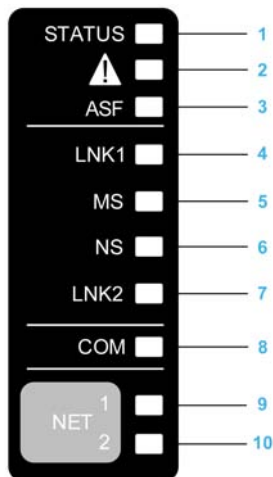 STATUS 1
2
ASF 3
LNK1 4
MS 5
NS 6
LNK2 7
COM 8
NET 1 9
2 10